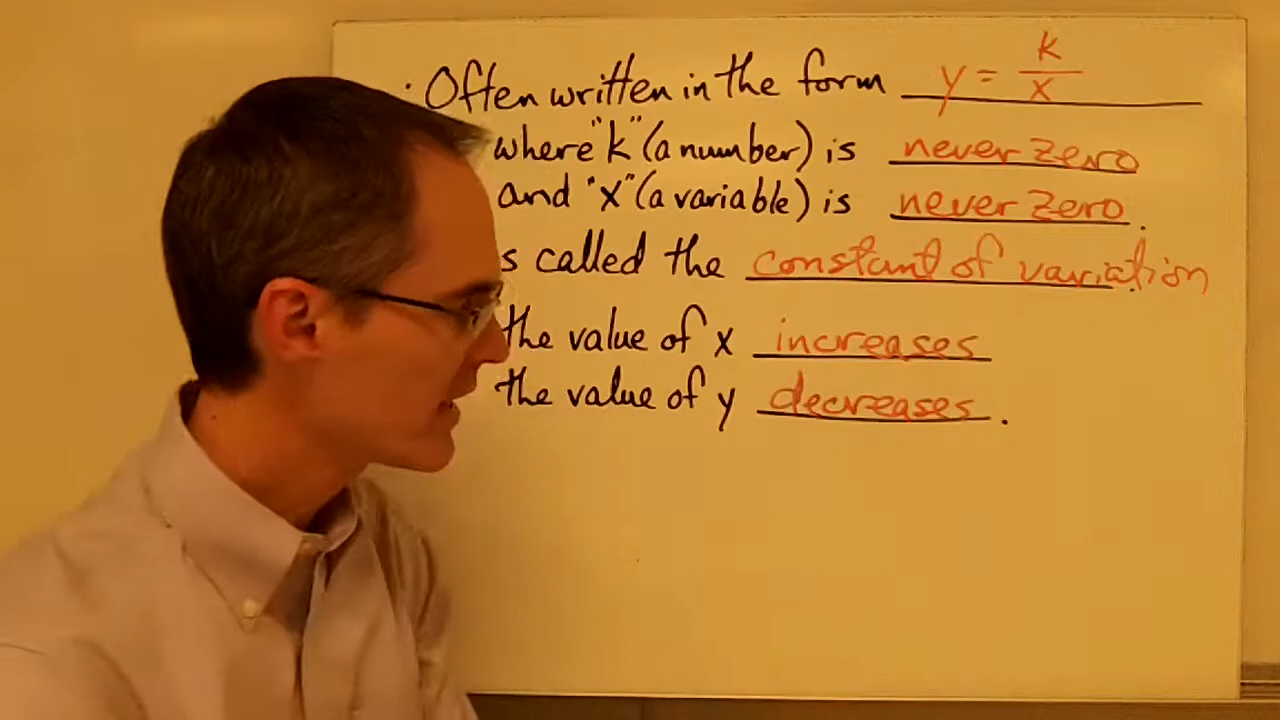 • Often written in the form y = k/x
where "k" (a number) is never zero
and "x" (a variable) is never zero.
called the constant of variation.
the value of x increases
the value of y decreases.